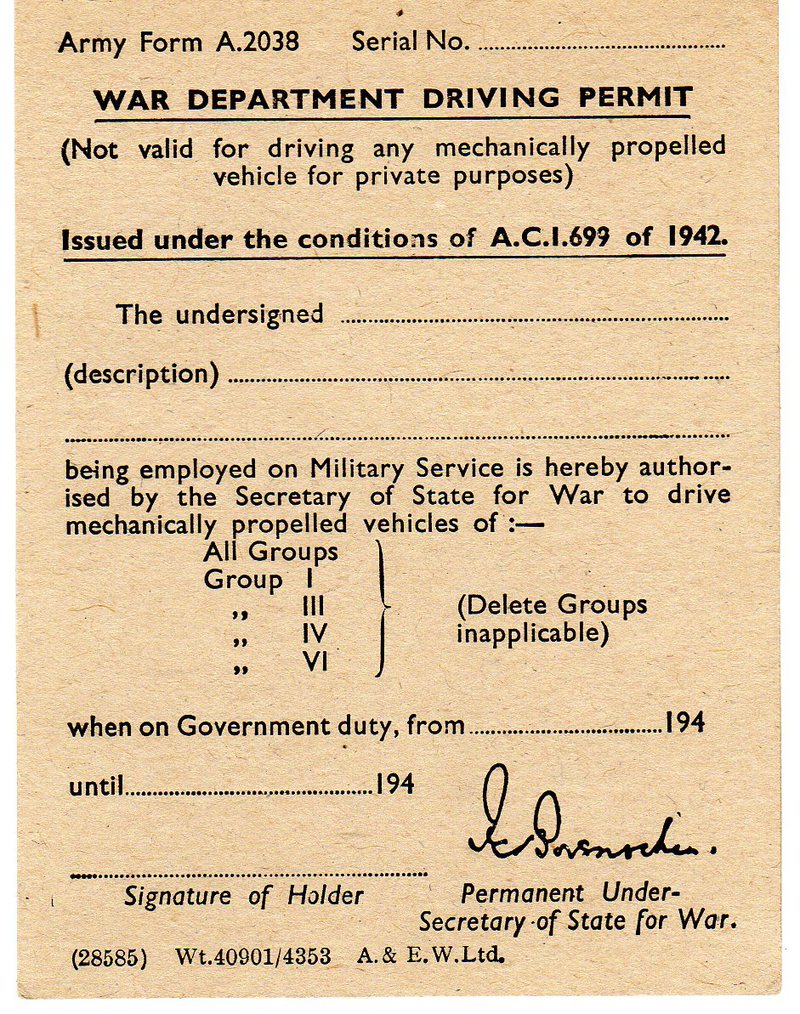 Army Form A.2038 Serial No. ........................................
WAR DEPARTMENT DRIVING PERMIT
(Not valid for driving any mechanically propelled
vehicle for private purposes)
Issued under the conditions of A.C.I.699 of 1942.
The undersigned ........................................
(description) ........................................
........................................
being employed on Military Service is hereby author-
ised by the Secretary of State for War to drive
mechanically propelled vehicles of :—
All Groups
Group I
„ III (Delete Groups
„ IV inapplicable)
„ VI
when on Government duty, from..............................194
until........................................194
........................................
Signature of Holder Permanent Under-
Secretary of State for War.
(28585) Wt.40901/4353 A. & E.W.Ltd.